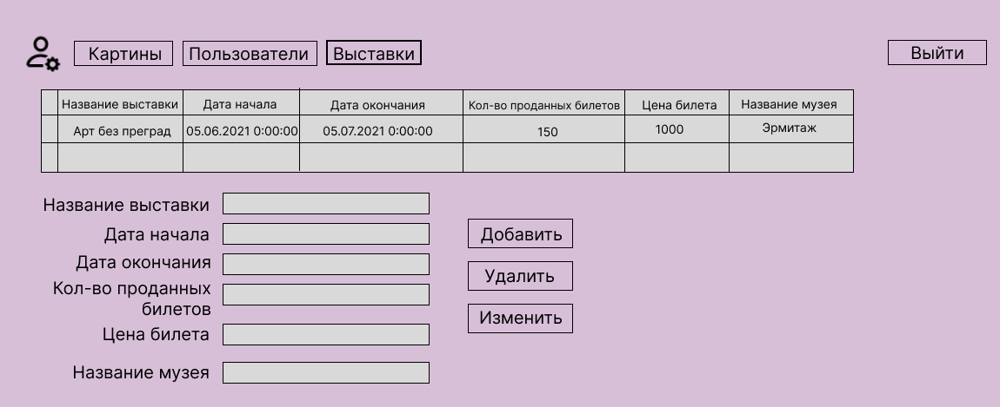 Картины Пользователи Выставки Выйти
Название выставки Дата начала Дата окончания Кол-во проданных билетов Цена билета Название музея
Арт без преград 05.06.2021 0:00:00 05.07.2021 0:00:00 150 1000 Эрмитаж
Название выставки
Дата начала
Дата окончания
Кол-во проданных
билетов
Цена билета
Название музея
Добавить
Удалить
Изменить